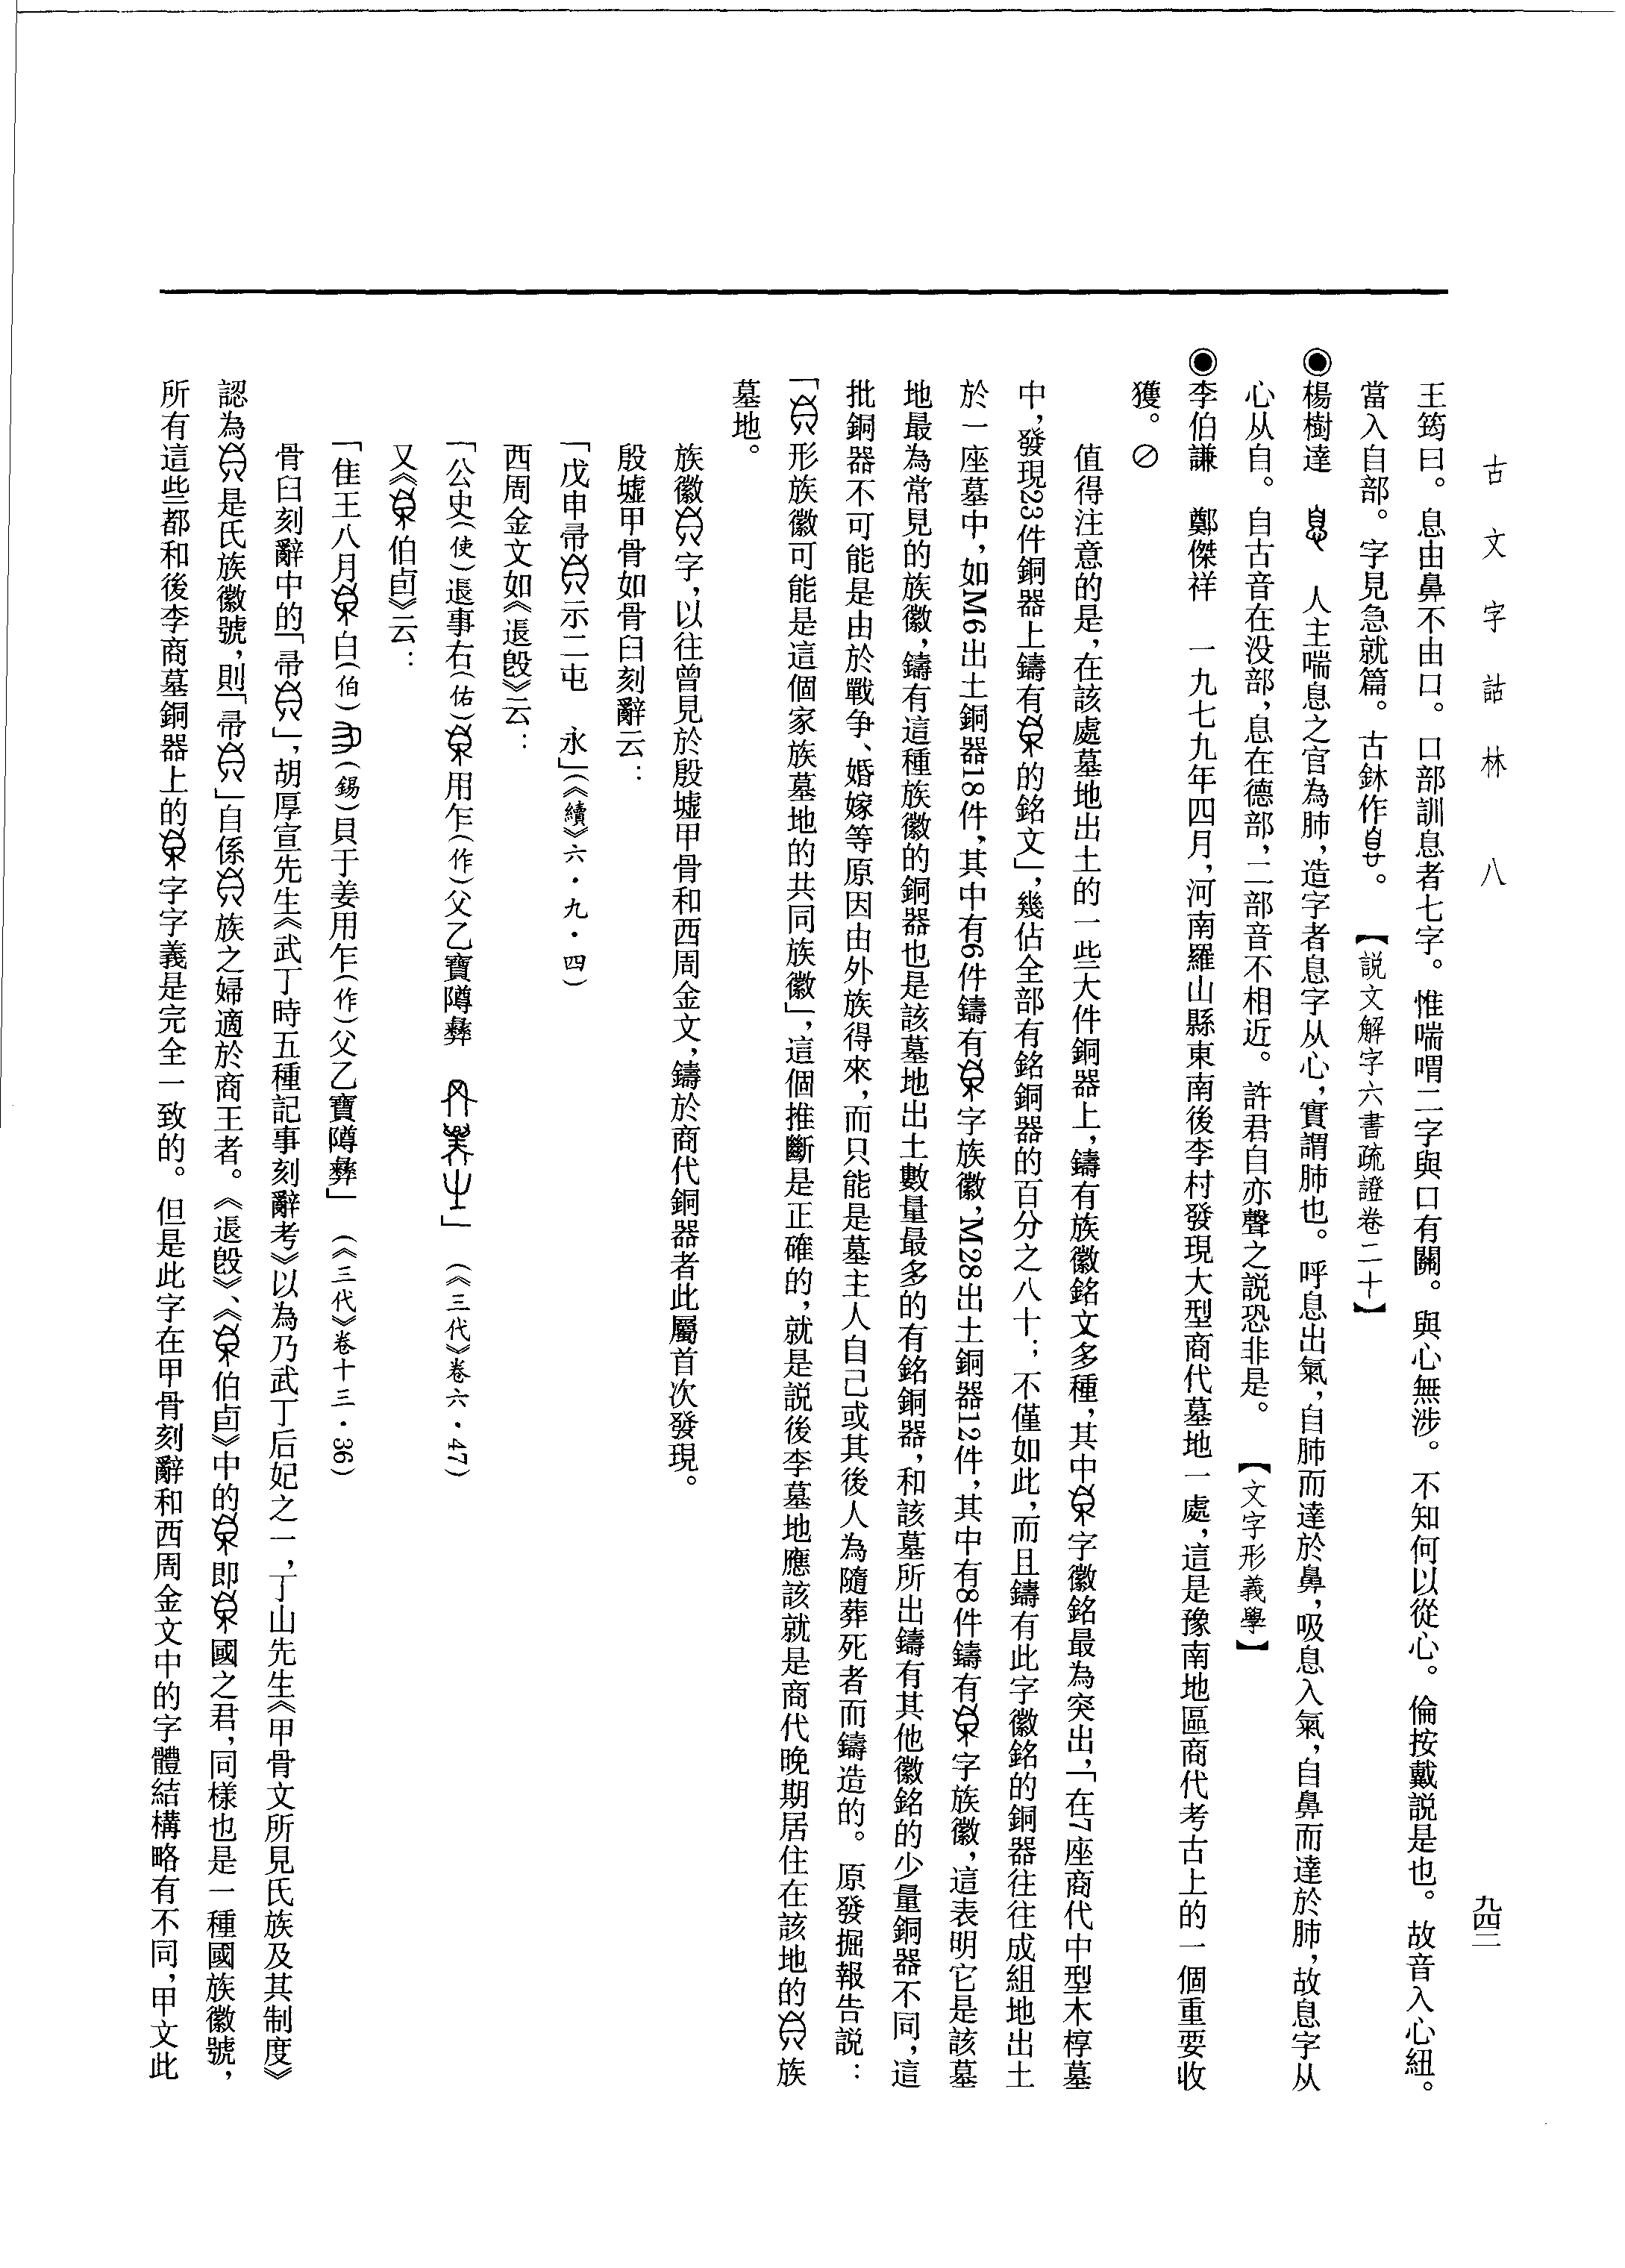 古文字詁林 八
九四二
王筠曰。息由鼻不由口。口部訓息者七字。惟喘喟二字與口有關。與心無涉。不知何以從心。倫按戴説是也。故音入心紐。
當入自部。字見急就篇。古鉥作。【説文解字六書疏證卷二十】
◉楊樹達 人主喘息之官為肺，造字者息字从心，實謂肺也。呼息出氣，自肺而達於鼻，吸息入氣，自鼻而達於肺，故息字从
心从自。自古音在没部，息在德部，二部音不相近。許君自亦聲之説恐非是。【文字形義學】
◉李伯謙 鄭傑祥 一九七九年四月，河南羅山縣東南後李村發現大型商代墓地一處，這是豫南地區商代考古上的一個重要收
獲。⊘
值得注意的是，在該處墓地出土的一些大件銅器上，鑄有族徽銘文多種，其中字徽銘最為突出，「在7座商代中型木椁墓
中，發現23件銅器上鑄有的銘文」，幾佔全部有銘銅器的百分之八十；不僅如此，而且鑄有此字徽銘的銅器往往成組地出土
於一座墓中，如M6出土銅器18件，其中有6件鑄有字族徽，M28出土銅器12件，其中有8件鑄有字族徽，這表明它是該墓
地最為常見的族徽，鑄有這種族徽的銅器也是該墓地出土數量最多的有銘銅器，和該墓所出鑄有其他徽銘的少量銅器不同，這
批銅器不可能是由於戰争、婚嫁等原因由外族得來，而只能是墓主人自己或其後人為隨葬死者而鑄造的。原發掘報告説：
「形族徽可能是這個家族墓地的共同族徽」，這個推斷是正確的，就是説後李墓地應該就是商代晚期居住在該地的族
墓地。
族徽字，以往曾見於殷墟甲骨和西周金文，鑄於商代銅器者此屬首次發現。
殷墟甲骨如骨臼刻辭云：
「戊申帚示二屯 永」（《續》六·九·四）
西周金文如《𨓤𣪘》云：
「公史（使）𨓤事右（佑）用乍（作）父乙寶䵼彝 」（《三代》卷六·47）
又《伯卣》云：
「隹王八月白（伯）（錫）貝于姜用乍（作）父乙寶䵼彝」（《三代》卷十三·36）
骨臼刻辭中的「帚」，胡厚宣先生《武丁時五種記事刻辭考》以為乃武丁后妃之一，丁山先生《甲骨文所見氏族及其制度》
認為是氏族徽號，則「帚」自係族之婦適於商王者。《𨓤𣪘》、《伯卣》中的即國之君，同樣也是一種國族徽號，
所有這些都和後李商墓銅器上的字字義是完全一致的。但是此字在甲骨刻辭和西周金文中的字體結構略有不同，甲文此